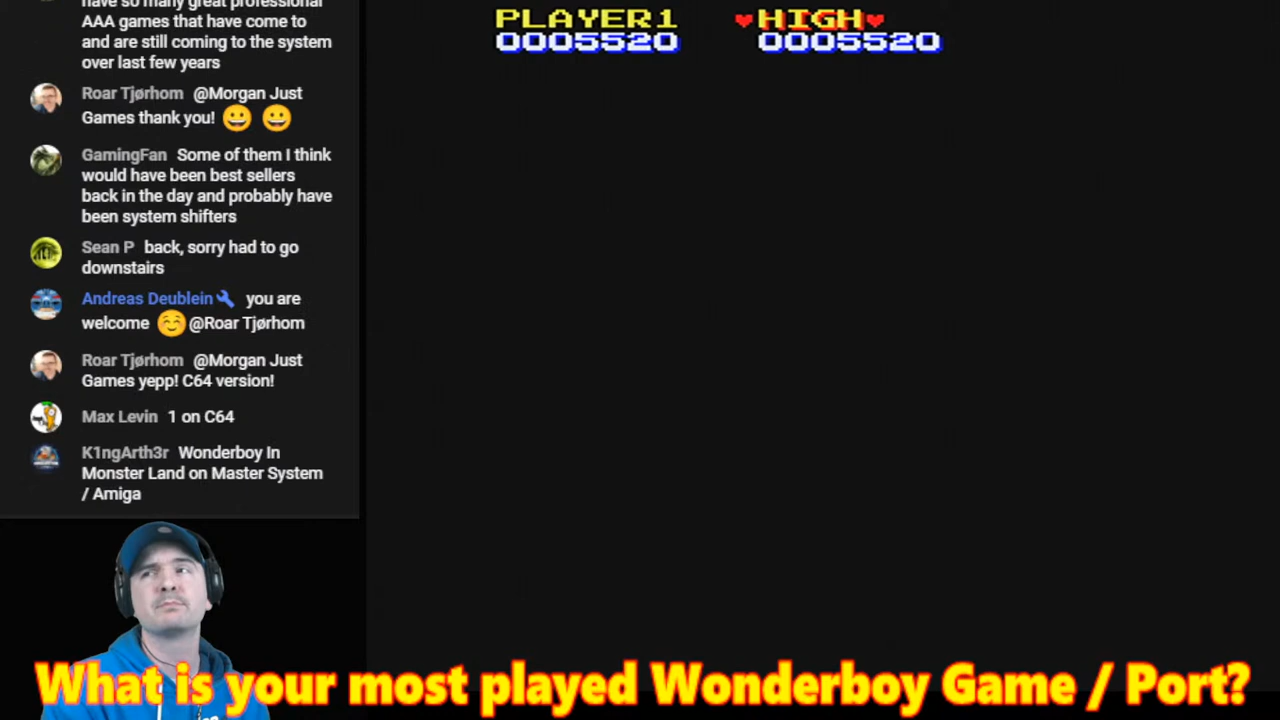 have so many great professional
AAA games that have come to
and are still coming to the system
over last few years
Roar Tjørhom @Morgan Just
Games thank you! 😀 😀
GamingFan Some of them I think
would have been best sellers
back in the day and probably have
been system shifters
Sean P back, sorry had to go
downstairs
Andreas Deublein you are
welcome ☺️@Roar Tjørhom
Roar Tjørhom @Morgan Just
Games yepp! C64 version!
Max Levin 1 on C64
K1ngArth3r Wonderboy In
Monster Land on Master System
/ Amiga
PLAYER1 ♥HIGH♥
0005520 0005520
What is your most played Wonderboy Game / Port?